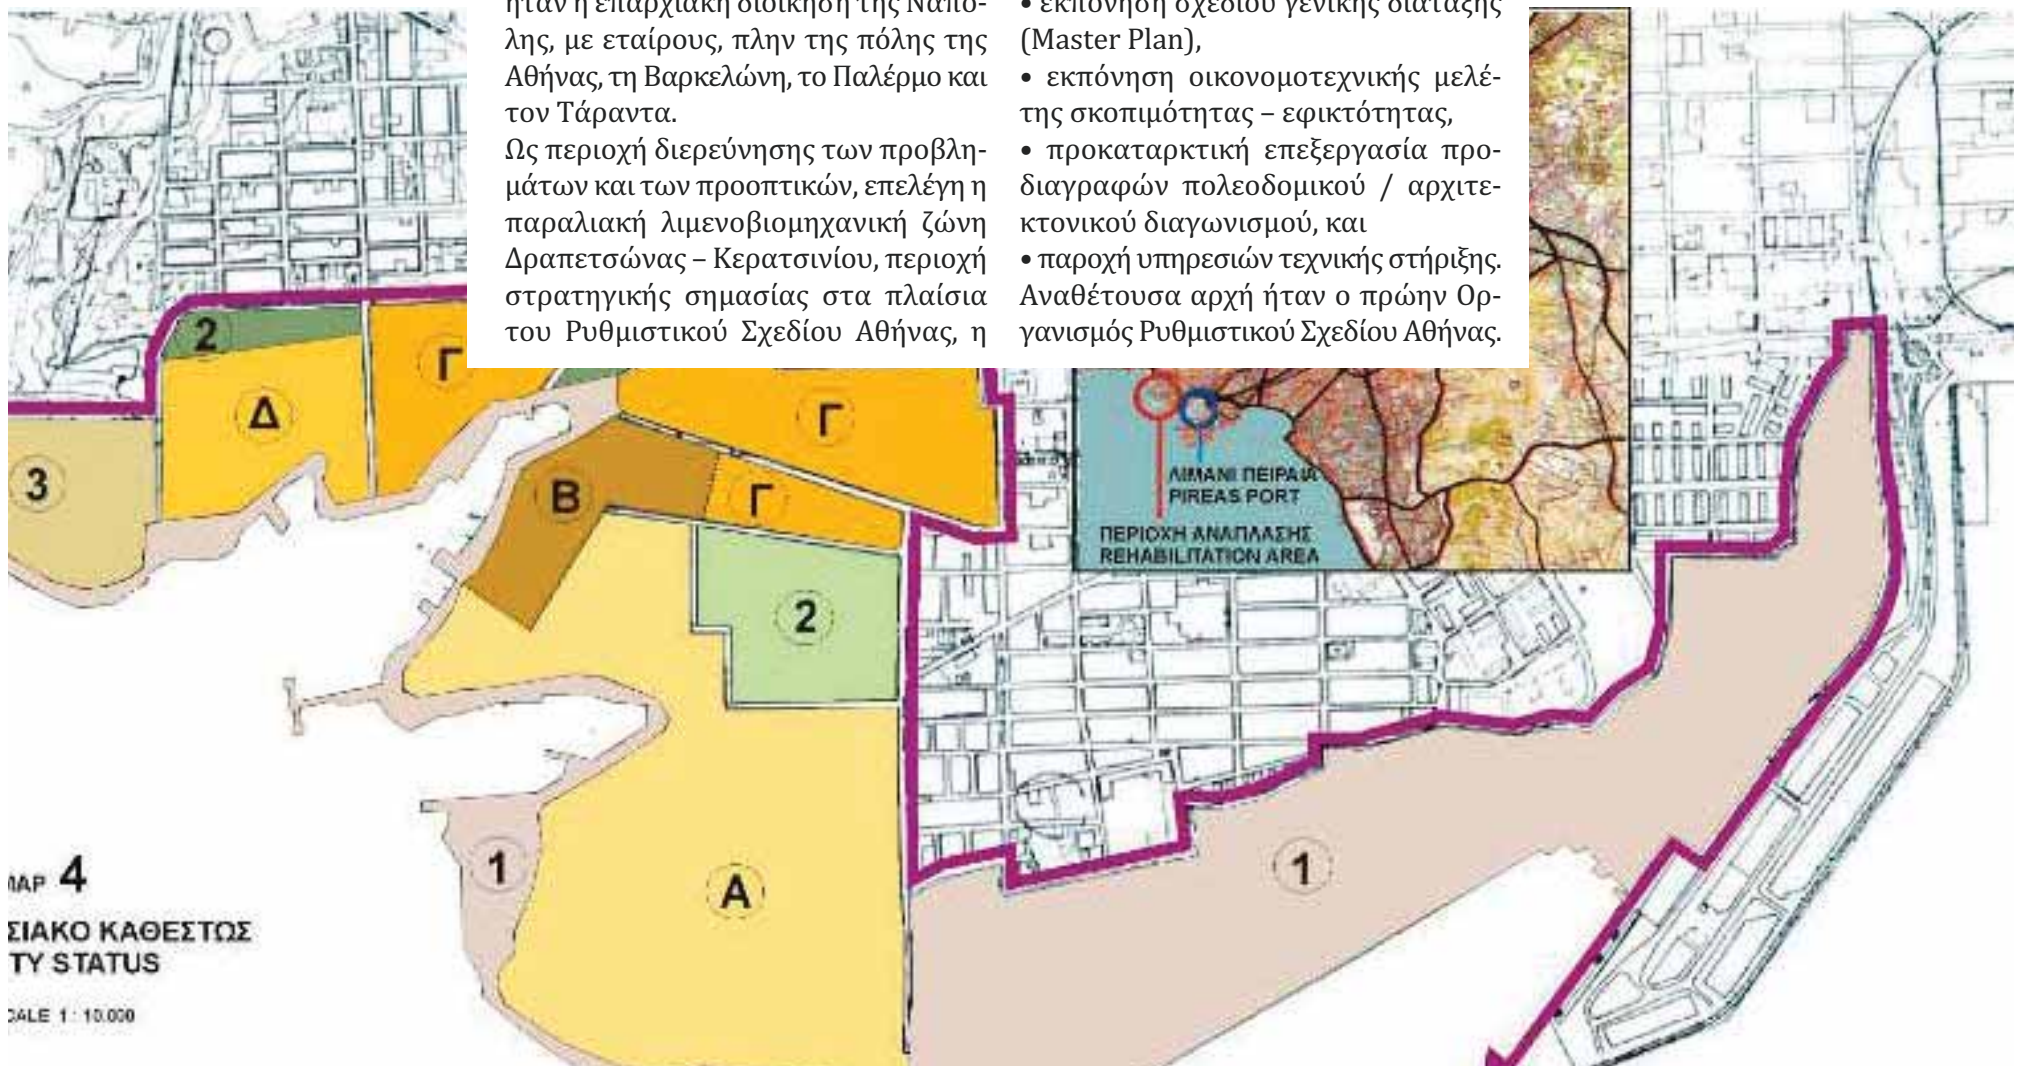 ήταν η επαρχιακή διοίκηση της Νάπο-
λης, με εταίρους, πλην της πόλης της
Αθήνας, τη Βαρκελώνη, το Παλέρμο και
τον Τάραντα.
Ως περιοχή διερεύνησης των προβλη-
μάτων και των προοπτικών, επελέγη η
παραλιακή λιμενοβιομηχανική ζώνη
Δραπετσώνας – Κερατσινίου, περιοχή
στρατηγικής σημασίας στα πλαίσια
του Ρυθμιστικού Σχεδίου Αθήνας, η
• εκπόνηση σχεδίου γενικής διάταξης
(Master Plan),
• εκπόνηση οικονομοτεχνικής μελέ-
της σκοπιμότητας – εφικτότητας,
• προκαταρκτική επεξεργασία προ-
διαγραφών πολεοδομικού / αρχιτε-
κτονικού διαγωνισμού, και
• παροχή υπηρεσιών τεχνικής στήριξης.
Αναθέτουσα αρχή ήταν ο πρώην Ορ-
γανισμός Ρυθμιστικού Σχεδίου Αθήνας.
2
Γ
Δ
Γ
3
Β
Γ
2
1
Α
1
ΛΙΜΑΝΙ ΠΕΙΡΑΙΑ
PIREAS PORT
ΠΕΡΙΟΧΗ ΑΝΑΠΛΑΣΗΣ
REHABILITATION AREA
MAP 4
ΣΙΑΚΟ ΚΑΘΕΣΤΩΣ
TY STATUS
CALE 1 : 10.000